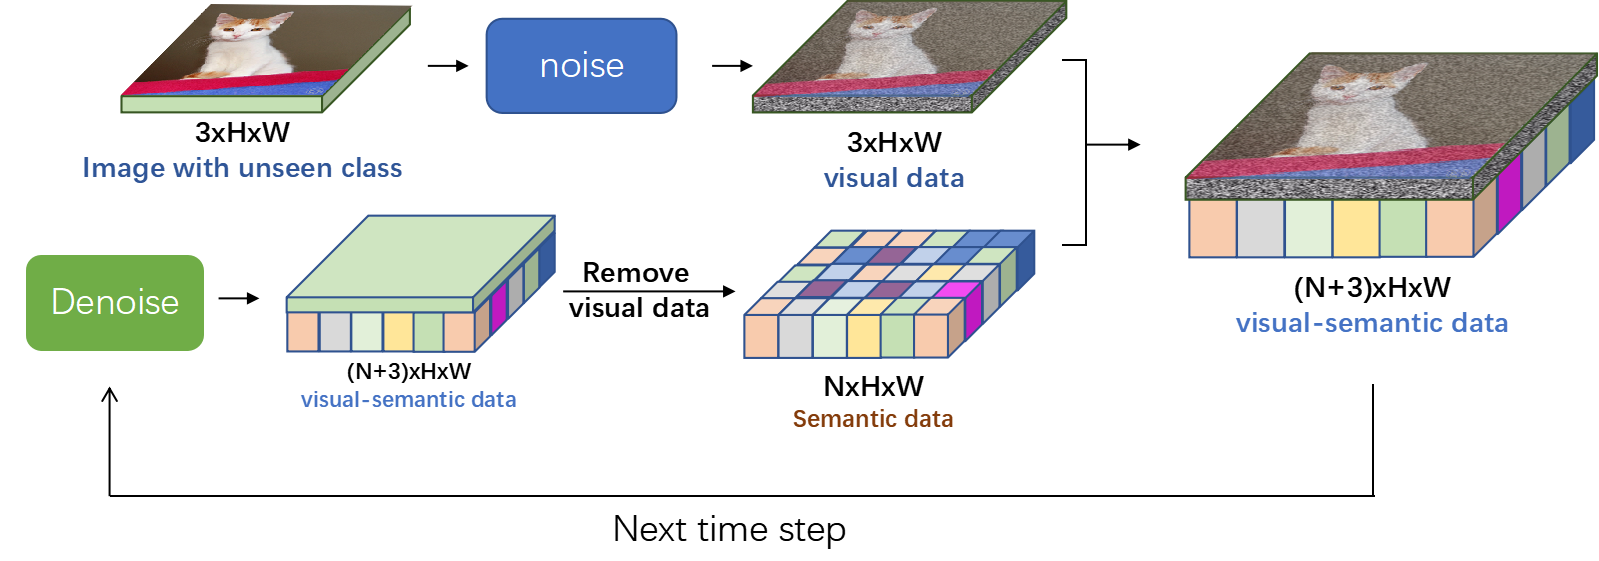 noise
3xHxW
Image with unseen class
3xHxW
visual data
Denoise
(N+3)xHxW
visual-semantic data
Remove
visual data
NxHxW
Semantic data
(N+3)xHxW
visual-semantic data
Next time step